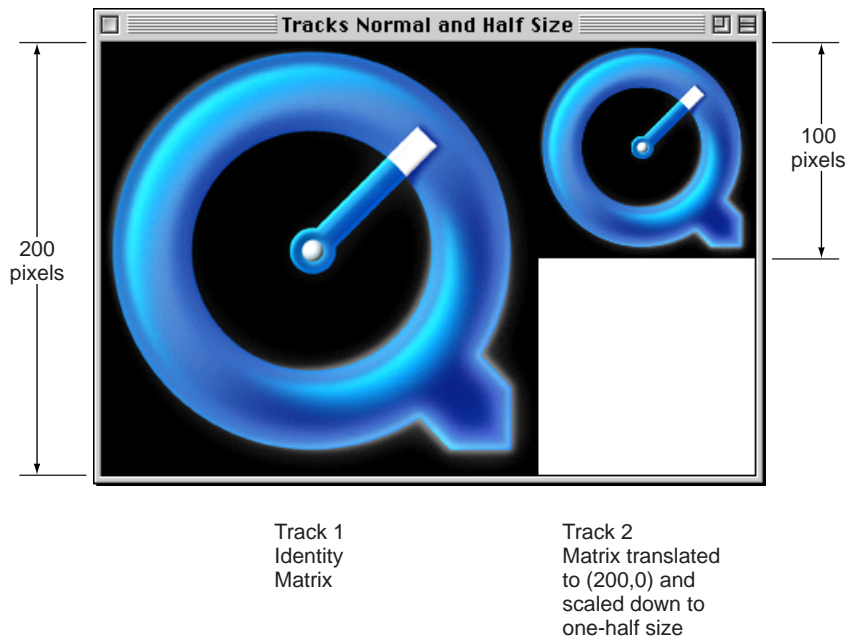 Tracks Normal and Half Size
200
pixels
100
pixels
Track 1
Identity
Matrix
Track 2
Matrix translated
to (200,0) and
scaled down to
one-half size